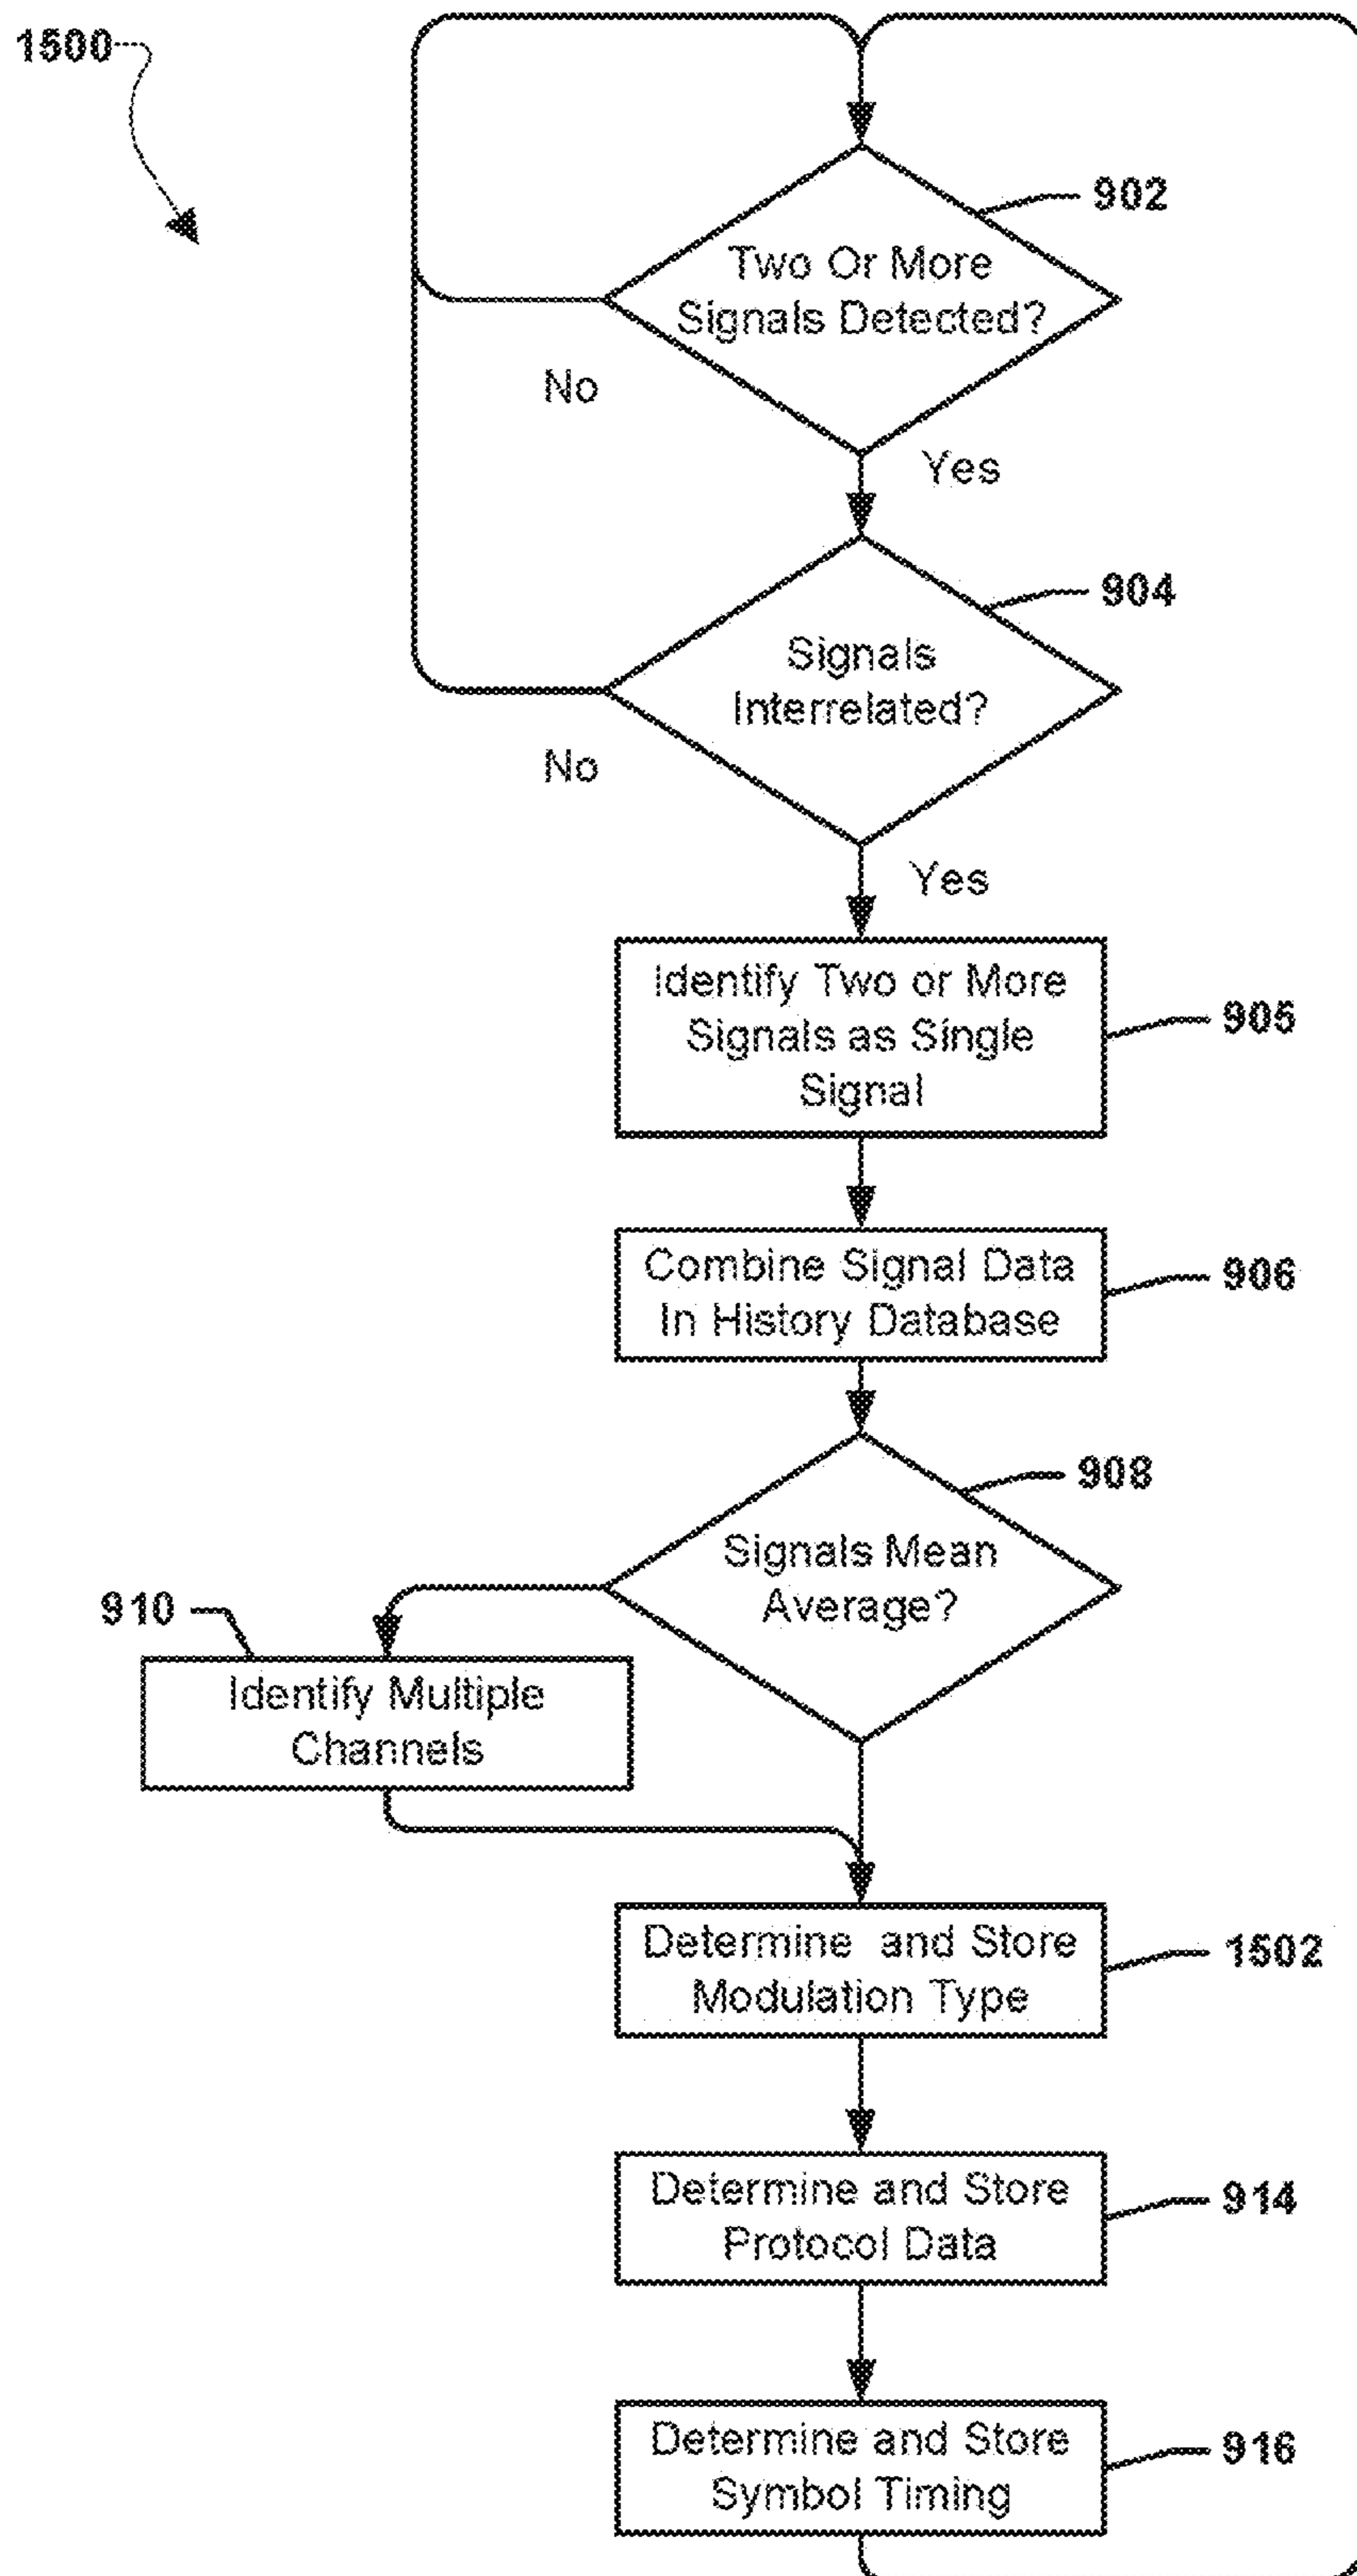 1500
902
Two Or More
Signals Detected?
No
Yes
904
Signals
Interrelated?
No
Yes
Identify Two or More
Signals as Single
Signal
905
Combine Signal Data
In History Database
906
908
Signals Mean
Average?
910
Identify Multiple
Channels
Determine and Store
Modulation Type
1502
Determine and Store
Protocol Data
914
Determine and Store
Symbol Timing
916